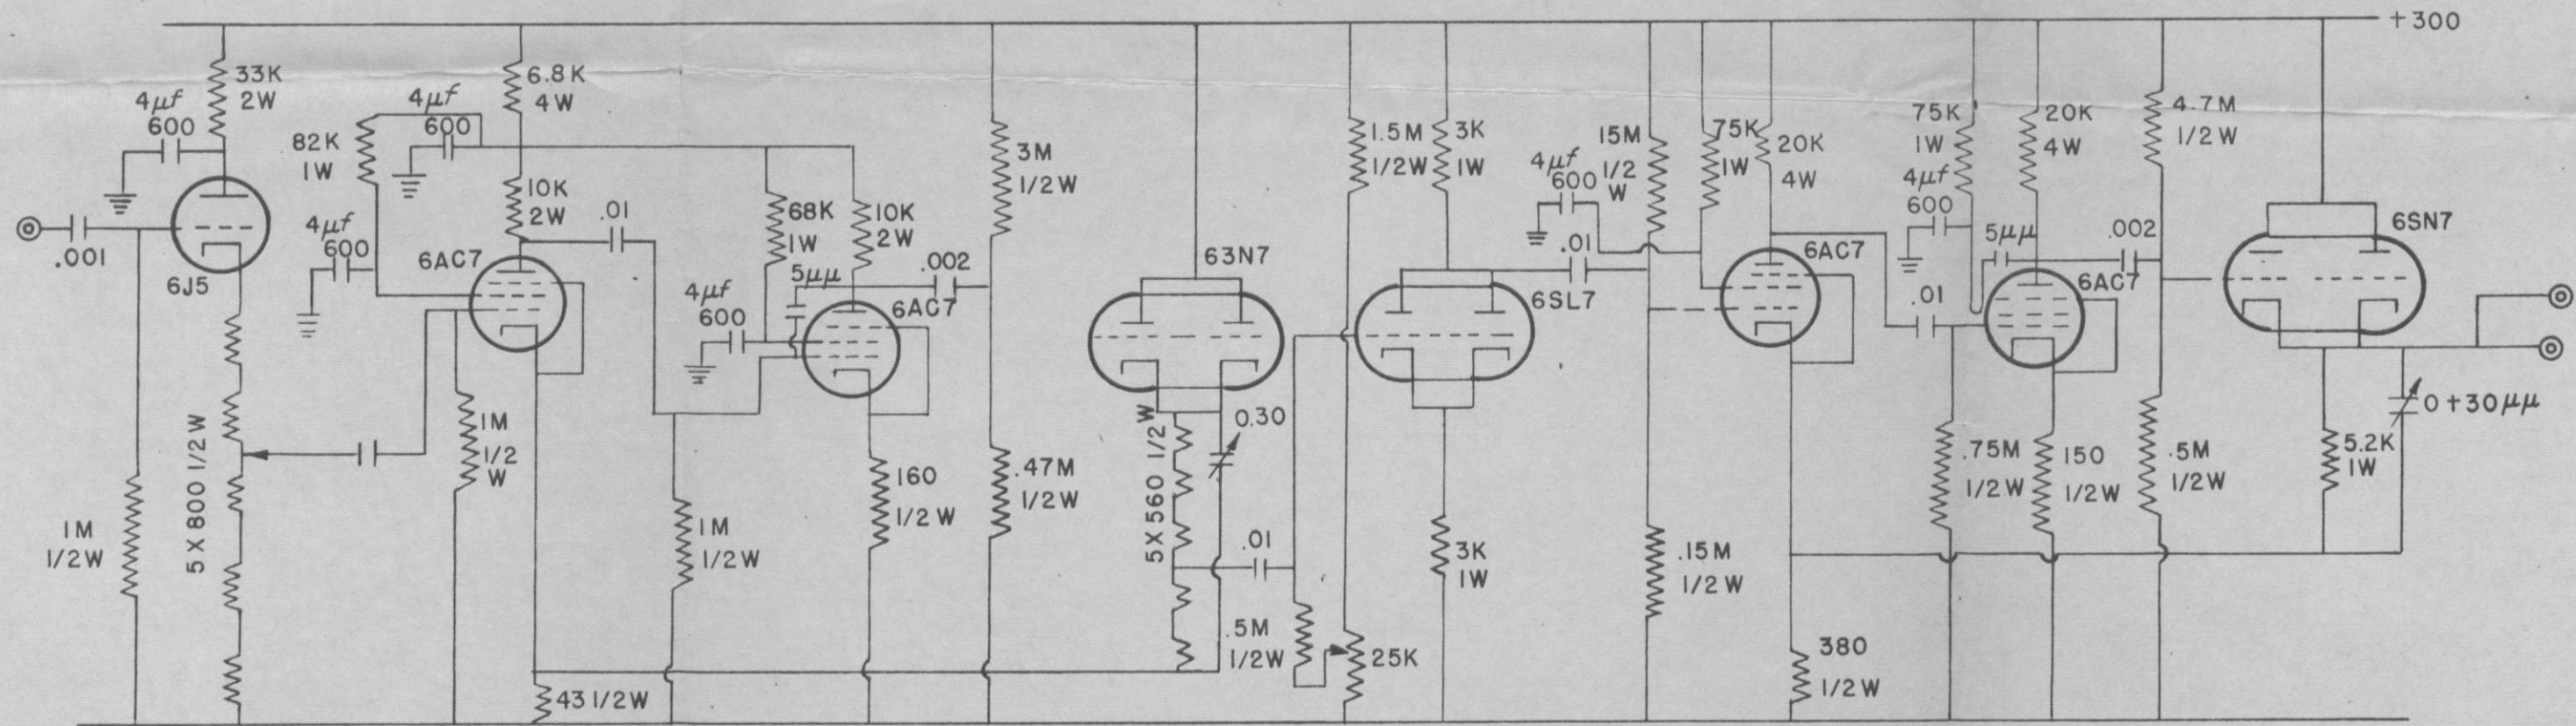 +300
33K
2W
4µf
600
.001
6J5
1M
1/2W
5 X 800 1/2 W
82K
1W
4µf
600
4µf
600
6.8K
4W
10K
2W
6AC7
1M
1/2
W
43 1/2W
.01
1M
1/2W
68K
1W
10K
2W
5µµ
4µf
600
6AC7
.002
160
1/2 W
3M
1/2W
.47M
1/2W
63N7
5 X 560 1/2 W
0.30
.01
.5M
1/2W
25K
1.5M
1/2W
3K
1W
6SL7
.01
3K
1W
4µf
600
15M
1/2
W
75K
1W
20K
4W
6AC7
.15M
1/2 W
380
1/2 W
75K
1W
4µf
600
20K
4W
5µµ
6AC7
.01
.002
.75M
1/2W
150
1/2W
4.7M
1/2 W
.5M
1/2W
6SN7
5.2K
1W
0+30µµ